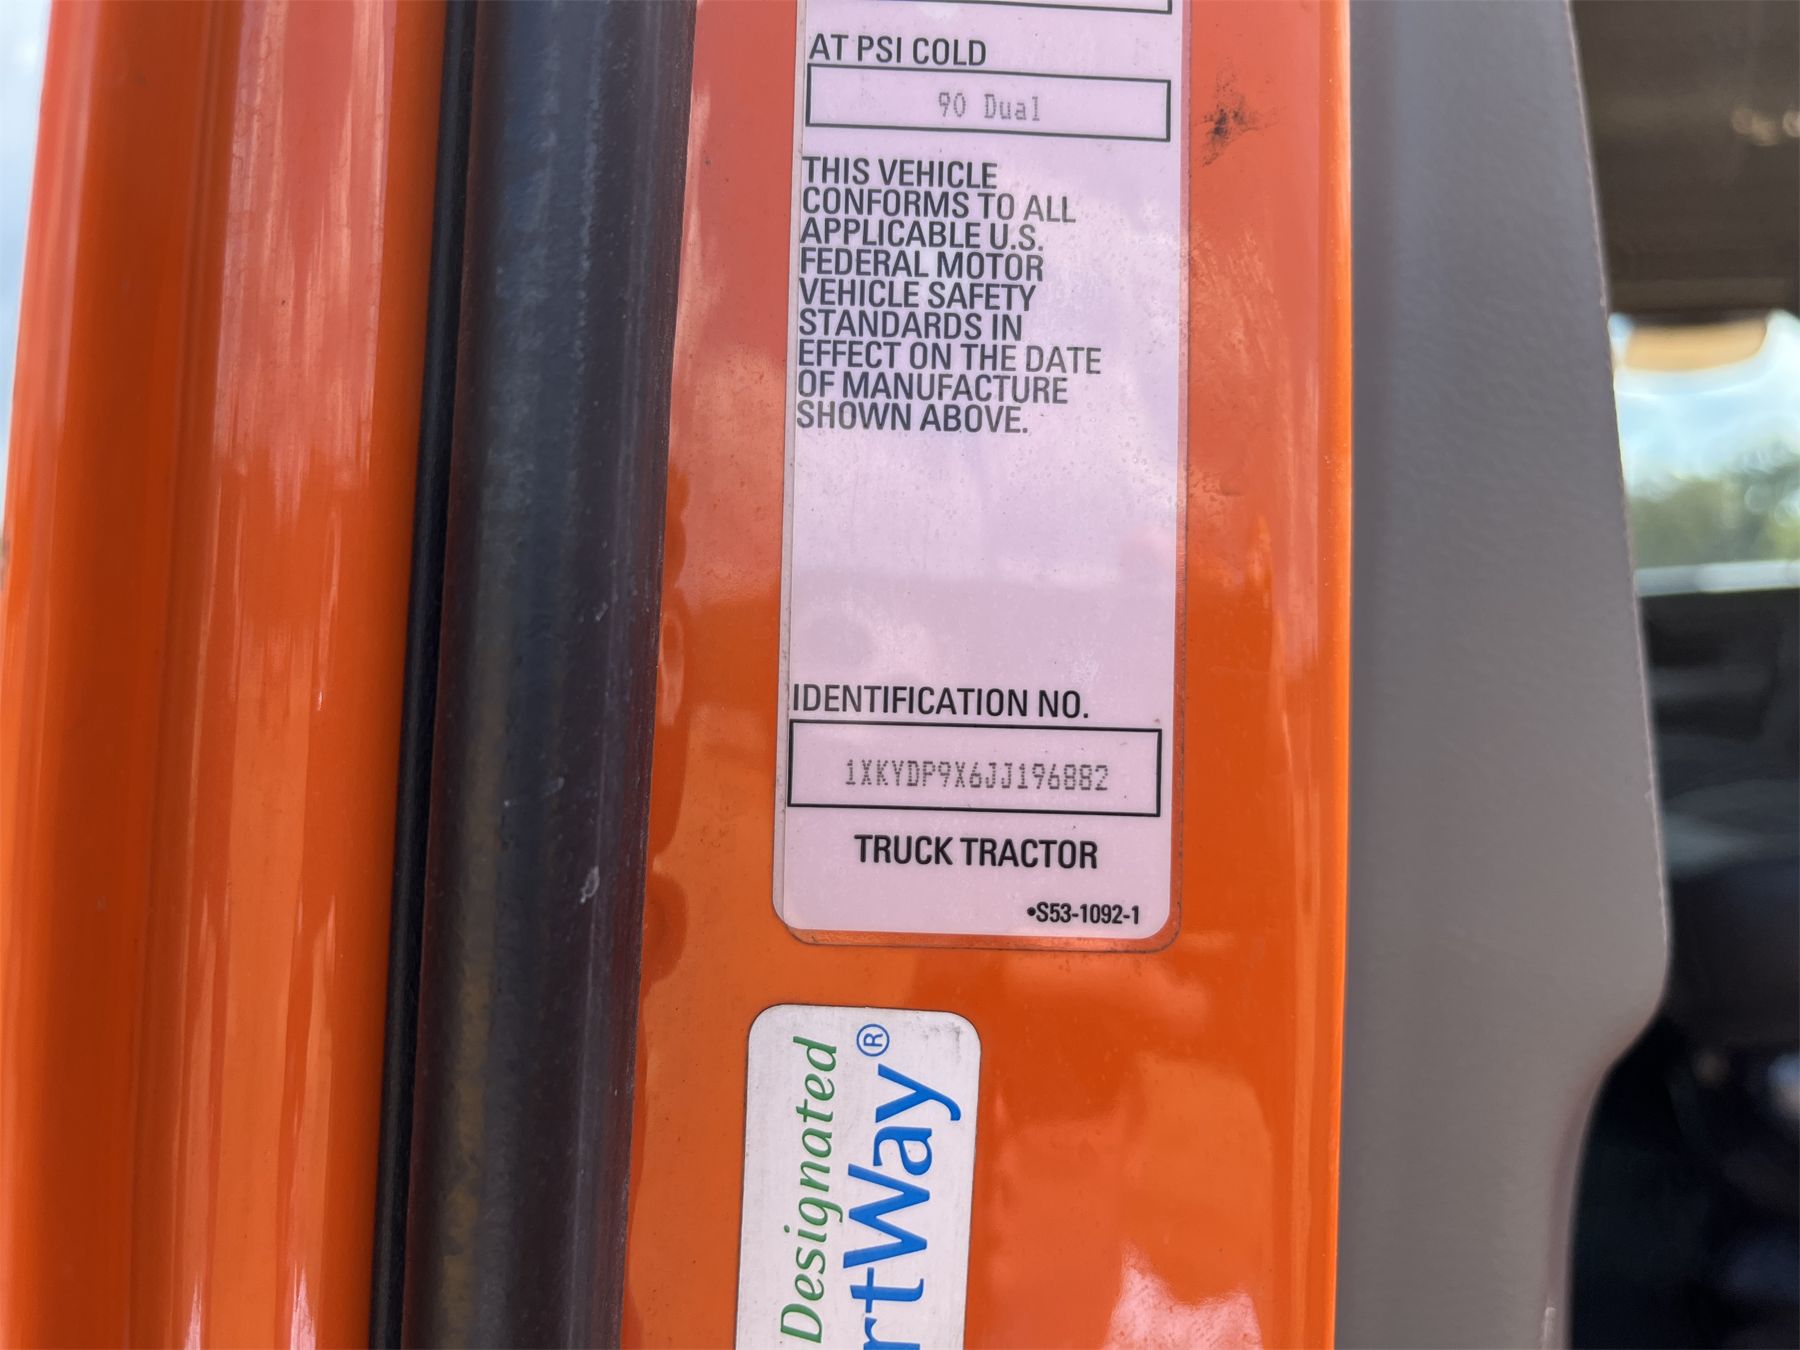 AT PSI COLD
90 Dual
THIS VEHICLE
CONFORMS TO ALL
APPLICABLE U.S.
FEDERAL MOTOR
VEHICLE SAFETY
STANDARDS IN
EFFECT ON THE DATE
OF MANUFACTURE
SHOWN ABOVE.
IDENTIFICATION NO.
1XKYDP9X6JJ196882
TRUCK TRACTOR
•S53-1092-1
Designated
rtWay®